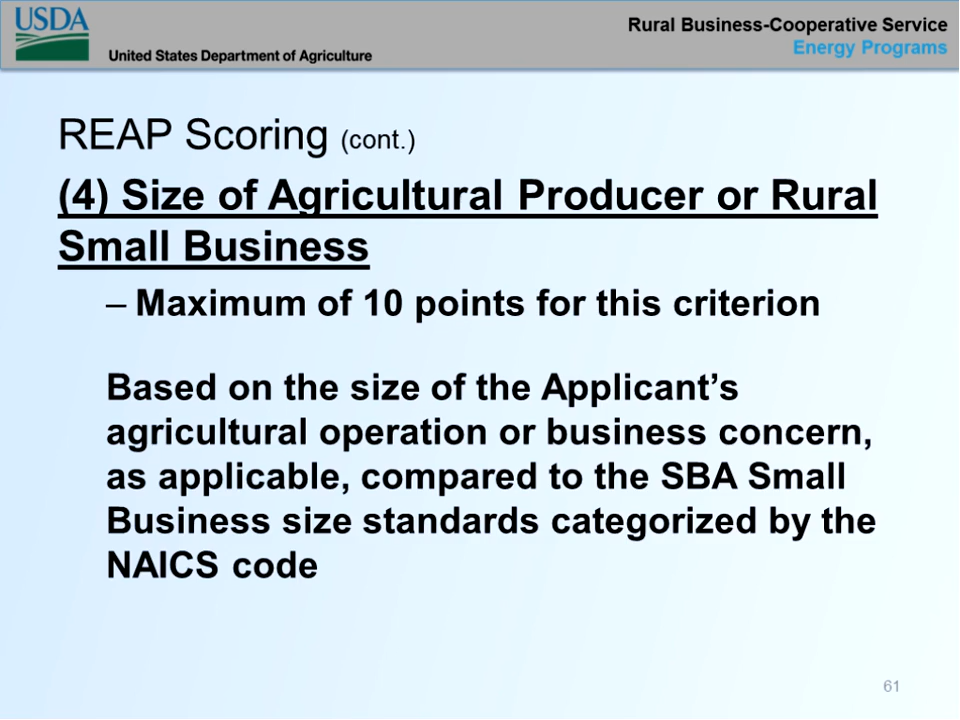 USDA
United States Department of Agriculture
Rural Business-Cooperative Service
Energy Programs
REAP Scoring (cont.)
(4) Size of Agricultural Producer or Rural
Small Business
– Maximum of 10 points for this criterion
Based on the size of the Applicant’s
agricultural operation or business concern,
as applicable, compared to the SBA Small
Business size standards categorized by the
NAICS code
61